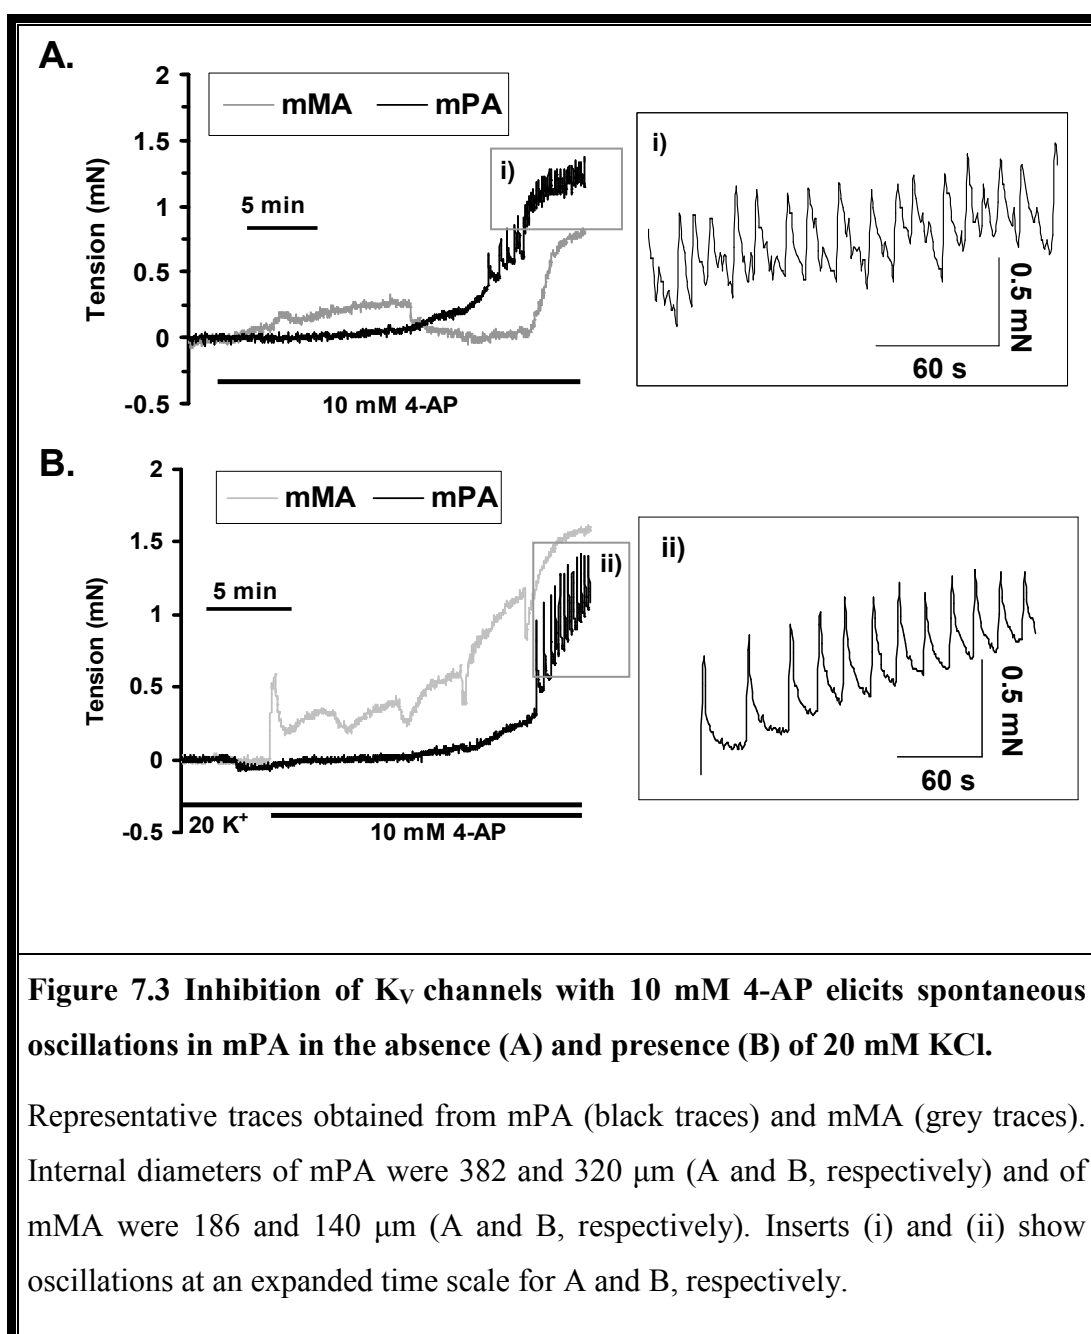 A.
2
mMA mPA
1.5
1
0.5
0
-0.5
Tension (mN)
5 min
i)
10 mM 4-AP
i)
0.5 mN
60 s
B.
2
mMA mPA
1.5
1
0.5
0
-0.5
Tension (mN)
5 min
ii)
20 K⁺
10 mM 4-AP
ii)
0.5 mN
60 s
Figure 7.3 Inhibition of Kᵥ channels with 10 mM 4-AP elicits spontaneous
oscillations in mPA in the absence (A) and presence (B) of 20 mM KCl.
Representative traces obtained from mPA (black traces) and mMA (grey traces).
Internal diameters of mPA were 382 and 320 μm (A and B, respectively) and of
mMA were 186 and 140 μm (A and B, respectively). Inserts (i) and (ii) show
oscillations at an expanded time scale for A and B, respectively.